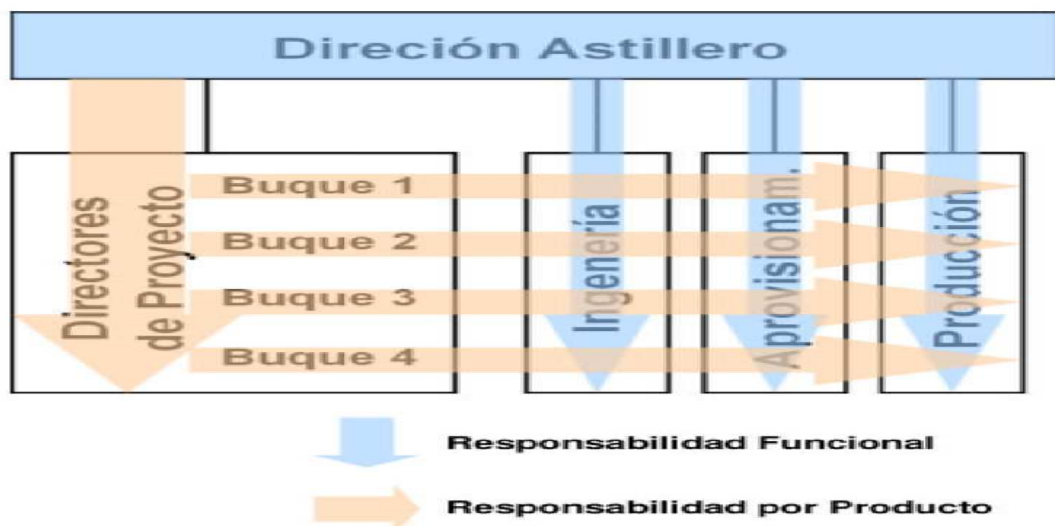 Direción Astillero
Directores
de Proyecto
Buque 1
Buque 2
Buque 3
Buque 4
Ingenería
Aprovisionam.
Producción
Responsabilidad Funcional
Responsabilidad por Producto